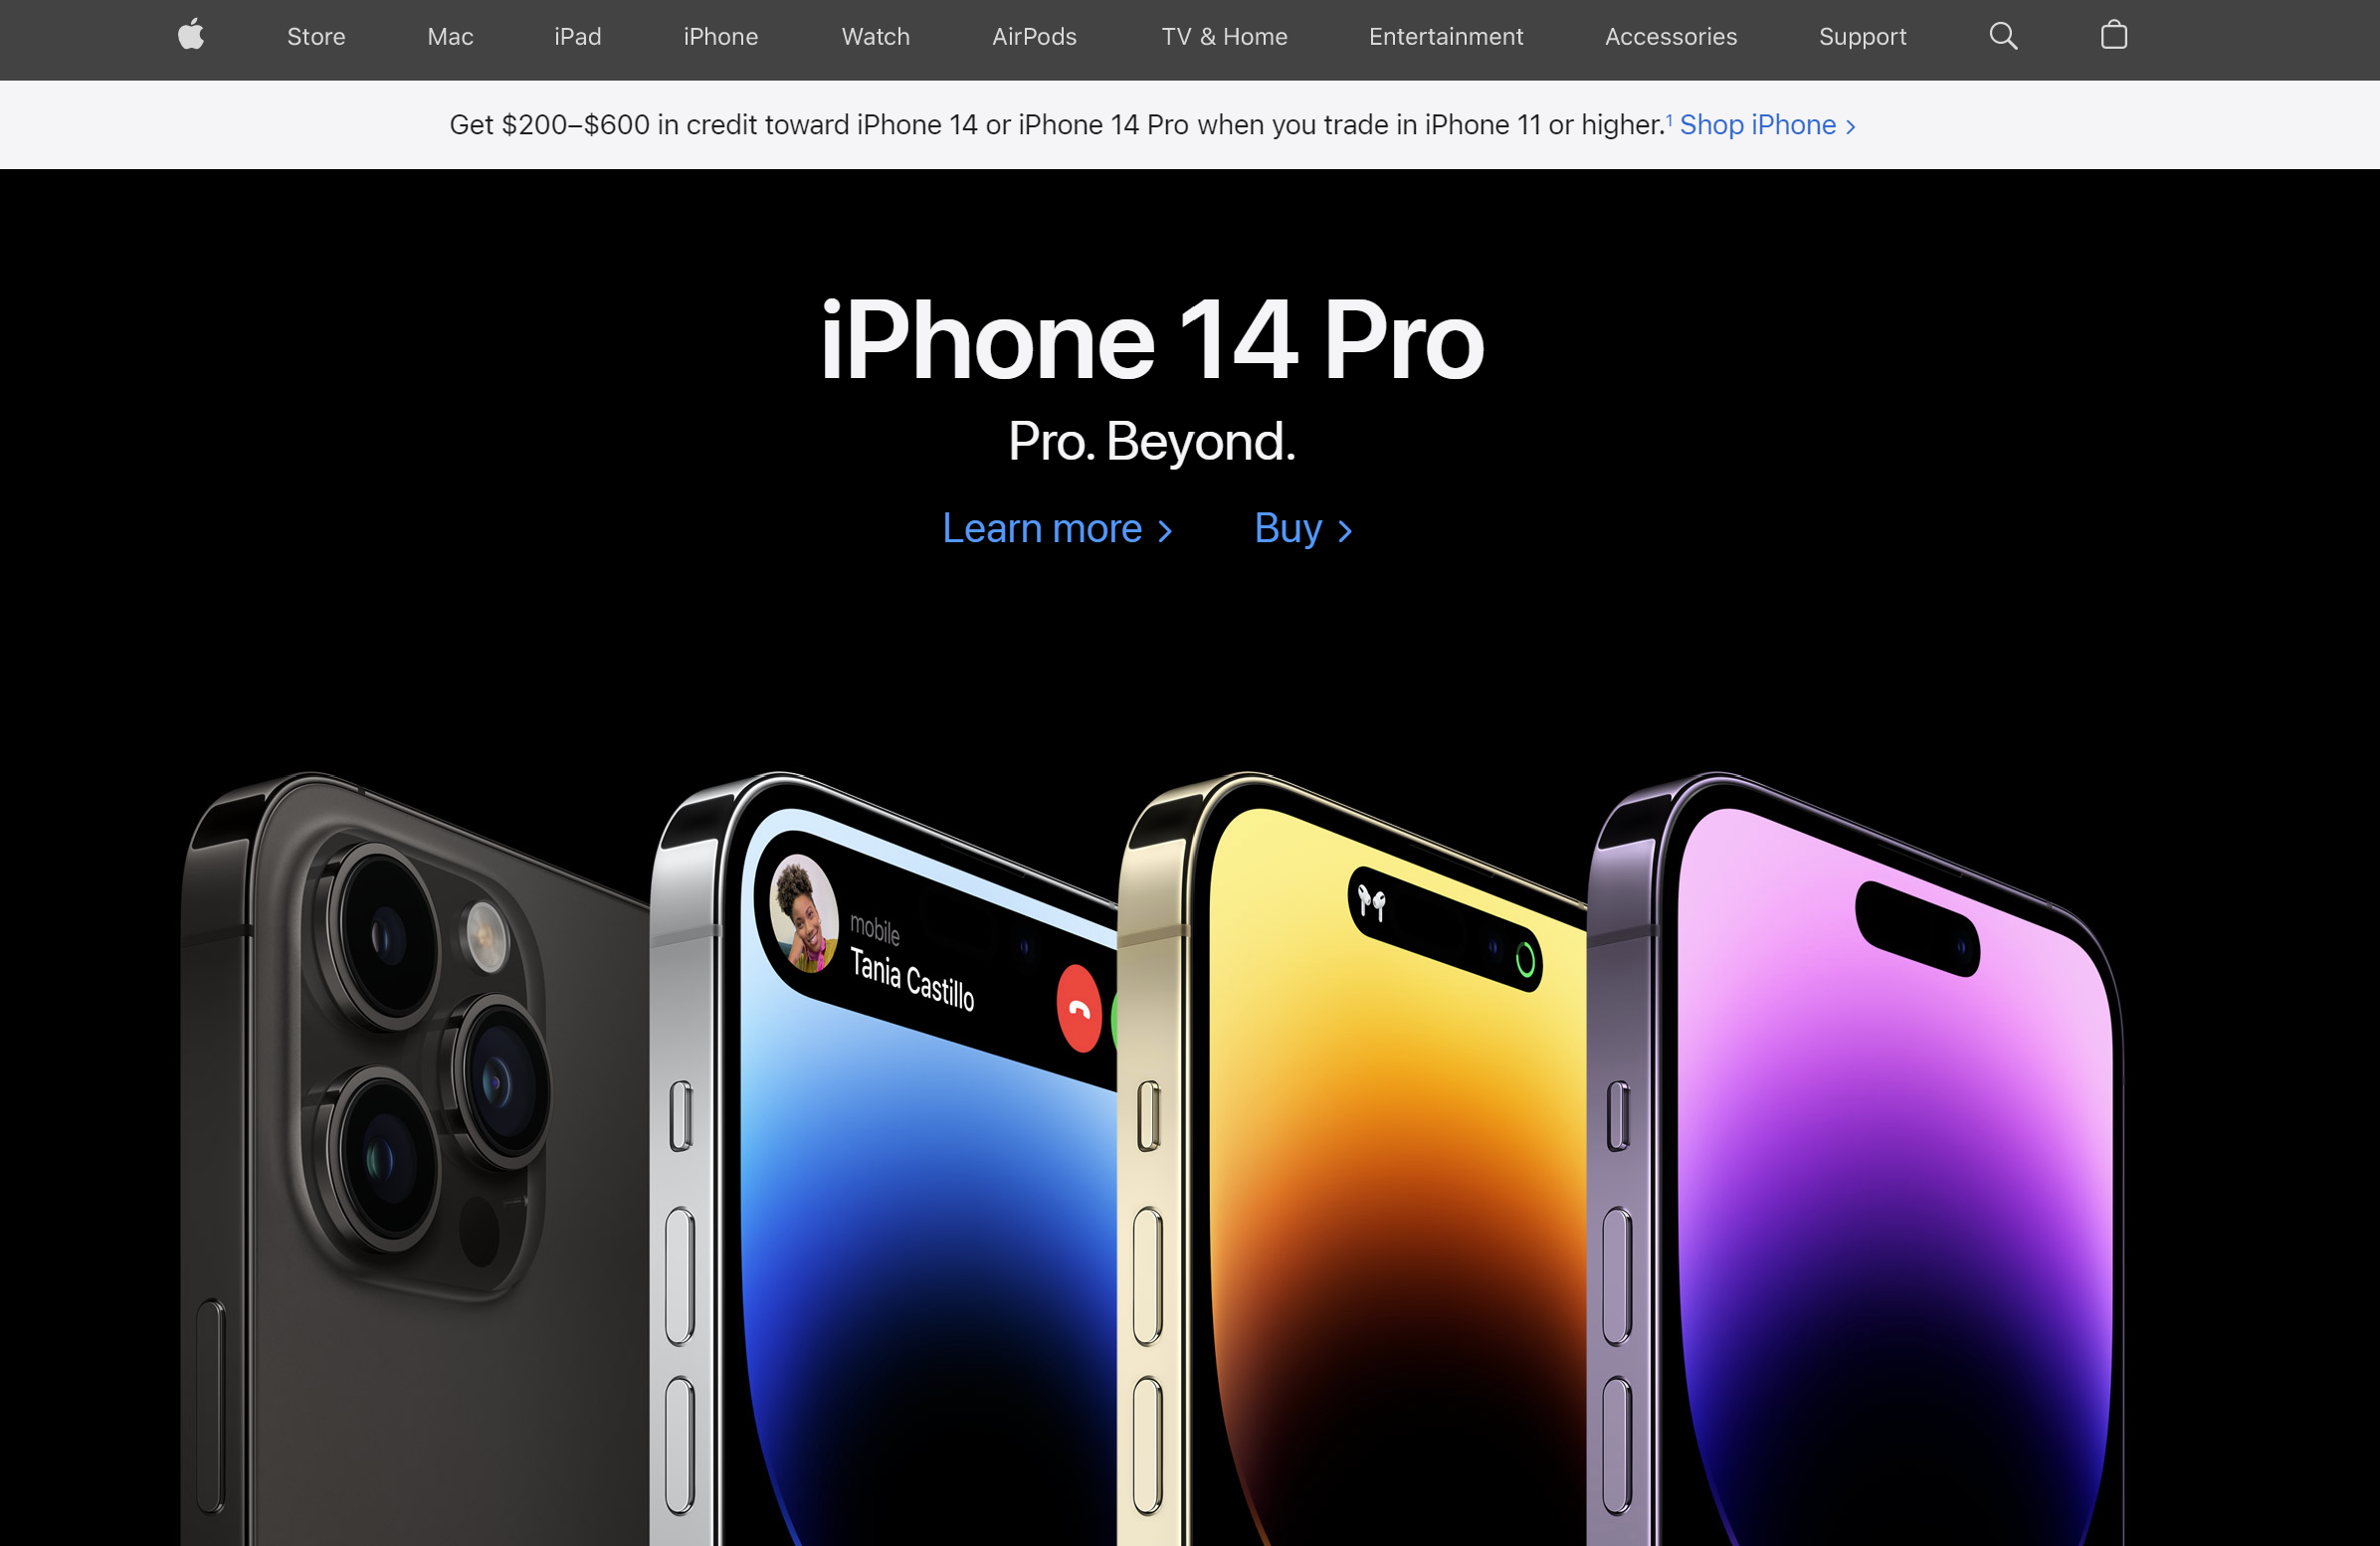 Store Mac iPad iPhone Watch AirPods TV & Home Entertainment Accessories Support
Get $200–$600 in credit toward iPhone 14 or iPhone 14 Pro when you trade in iPhone 11 or higher.¹ Shop iPhone >
iPhone 14 Pro
Pro. Beyond.
Learn more > Buy >
mobile
Tania Castillo